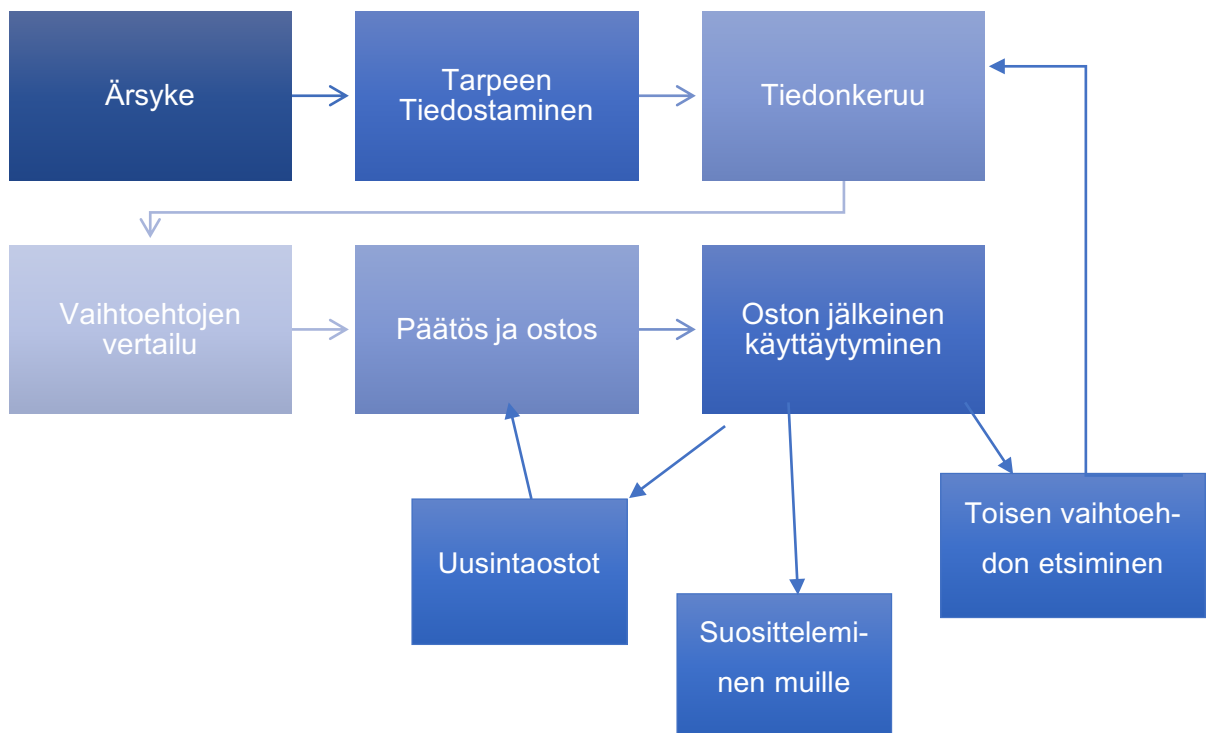 Ärsyke
Tarpeen
Tiedostaminen
Tiedonkeruu
Vaihtoehtojen
vertailu
Päätös ja ostos
Oston jälkeinen
käyttäytyminen
Uusintaostot
Suosittelemi-
nen muille
Toisen vaihtoeh-
don etsiminen